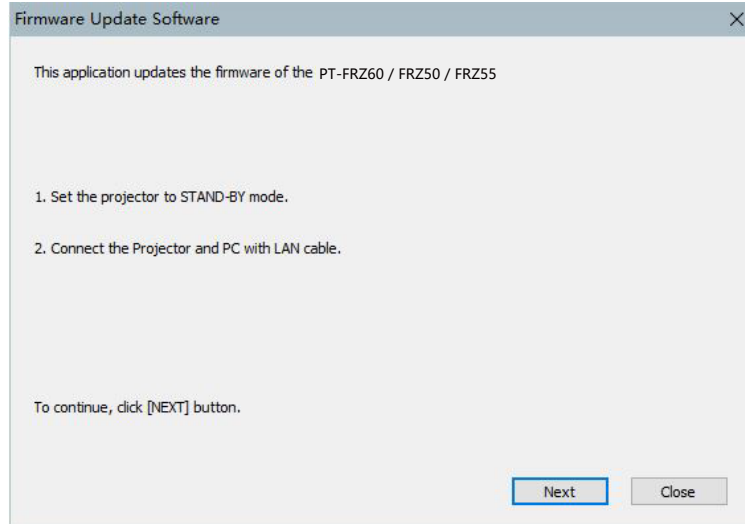 Firmware Update Software
This application updates the firmware of the PT-FRZ60 / FRZ50 / FRZ55
1. Set the projector to STAND-BY mode.
2. Connect the Projector and PC with LAN cable.
To continue, click [NEXT] button.
Next
Close